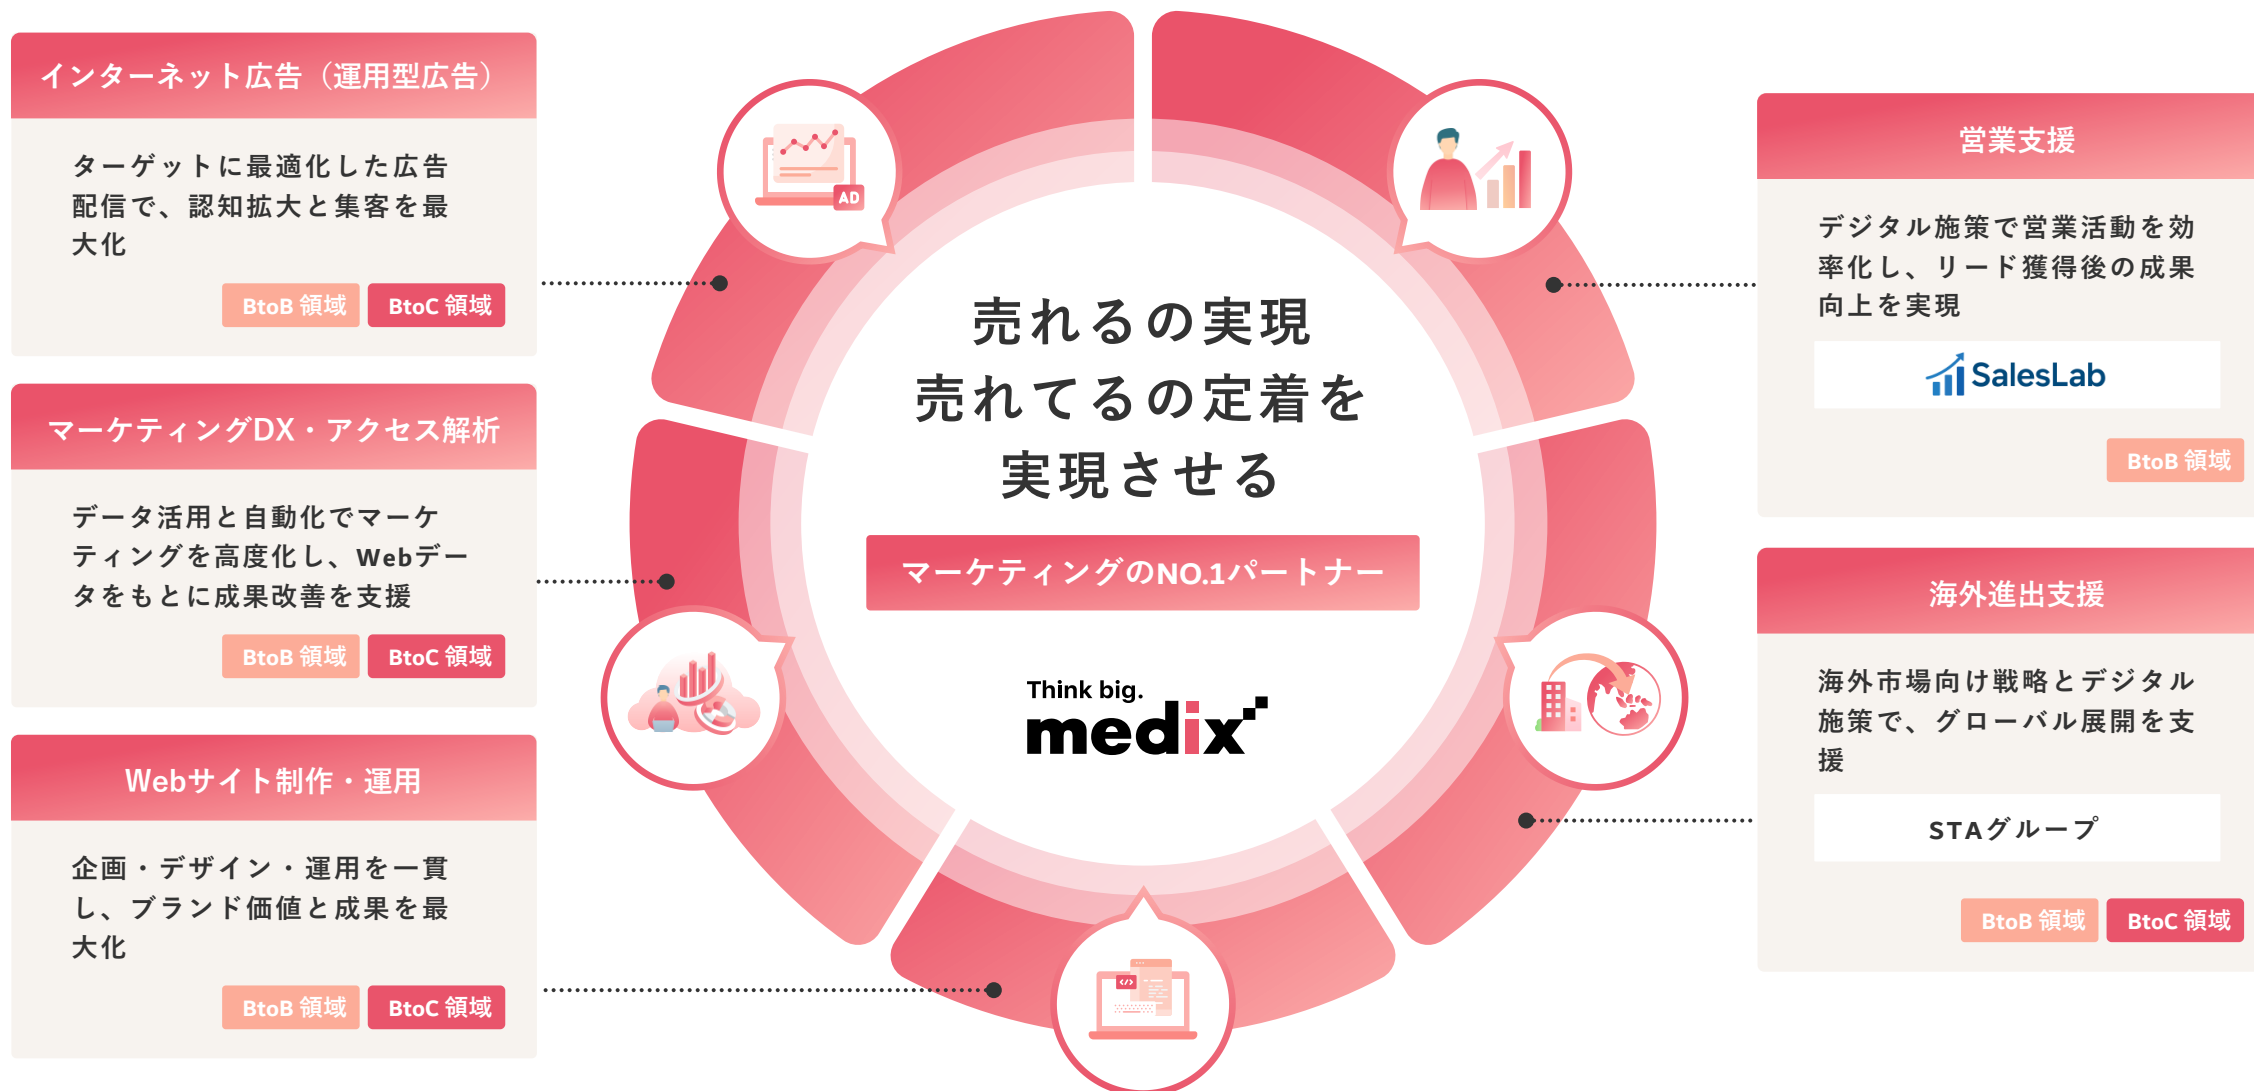 インターネット広告（運用型広告）
ターゲットに最適化した広告
配信で、認知拡大と集客を最
大化
BtoB 領域 BtoC 領域
マーケティングDX・アクセス解析
データ活用と自動化でマーケ
ティングを高度化し、Webデー
タをもとに成果改善を支援
BtoB 領域 BtoC 領域
Webサイト制作・運用
企画・デザイン・運用を一貫
し、ブランド価値と成果を最
大化
BtoB 領域 BtoC 領域
AD
売れるの実現
売れてるの定着を
実現させる
マーケティングのNO.1パートナー
Think big.
medix
</>
営業支援
デジタル施策で営業活動を効
率化し、リード獲得後の成果
向上を実現
SalesLab
BtoB 領域
海外進出支援
海外市場向け戦略とデジタル
施策で、グローバル展開を支
援
STAグループ
BtoB 領域 BtoC 領域